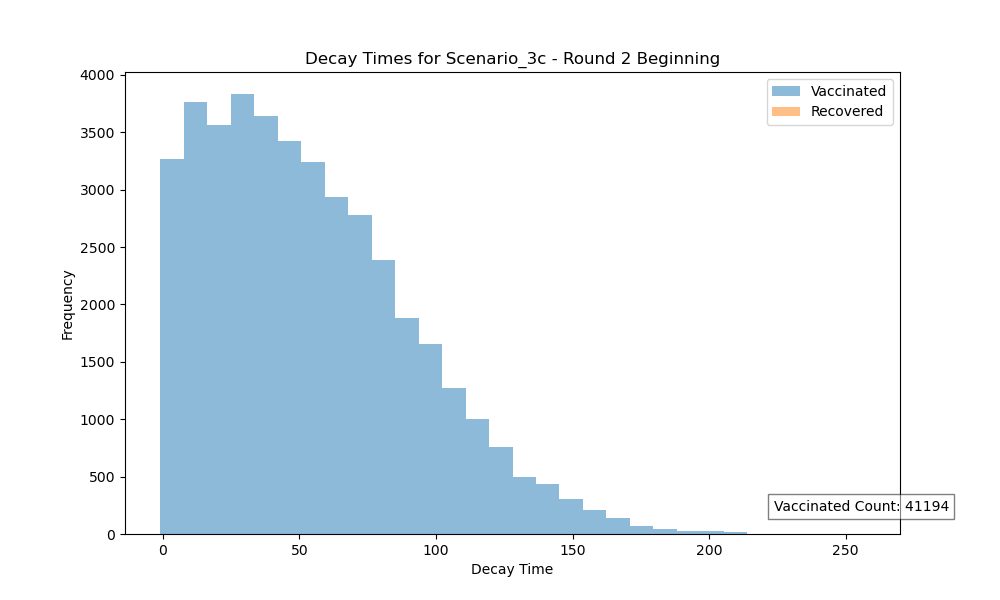 Decay Times for Scenario_3c - Round 2 Beginning
Vaccinated
Recovered
4000
3500
3000
2500
2000
1500
1000
500
0
Frequency
Vaccinated Count: 41194
0 50 100 150 200 250
Decay Time